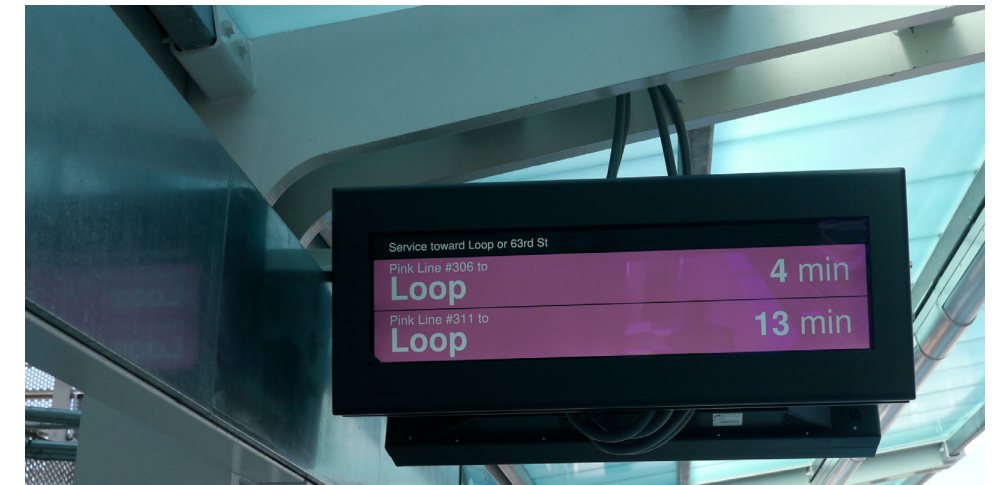 Service toward Loop or 63rd St
Pink Line #306 to
Loop
4 min
Pink Line #311 to
Loop
13 min